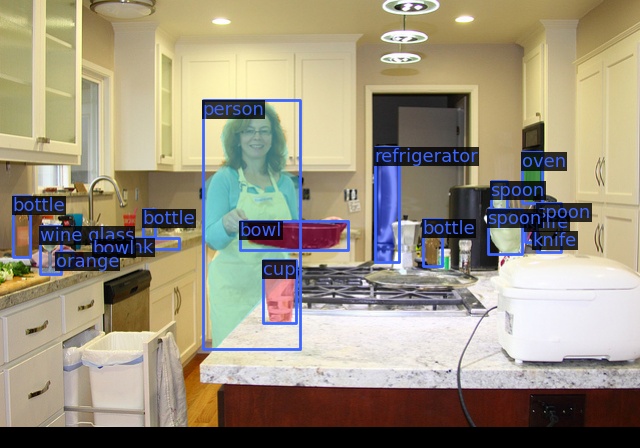 person
refrigerator
oven
spoon
bottle
bottle
spoon
spoon
knife
bowl
bottle
wine glass
bowl
orange
cup